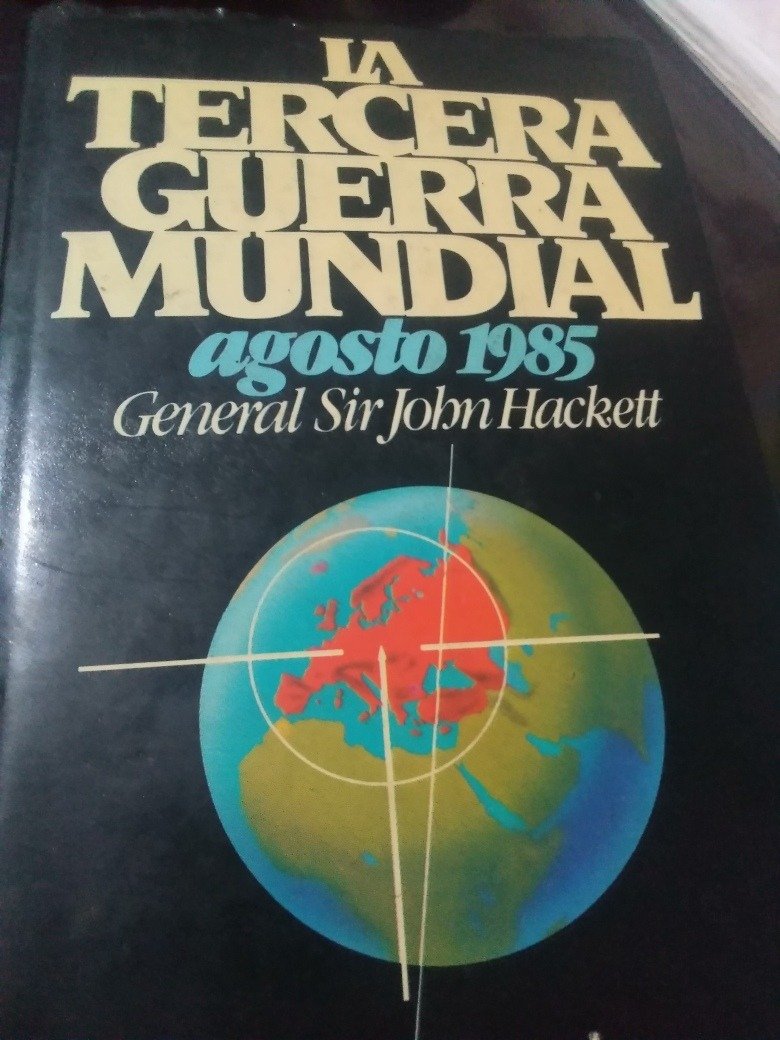 LA
TERCERA
GUERRA
MUNDIAL
agosto 1985
General Sir John Hackett